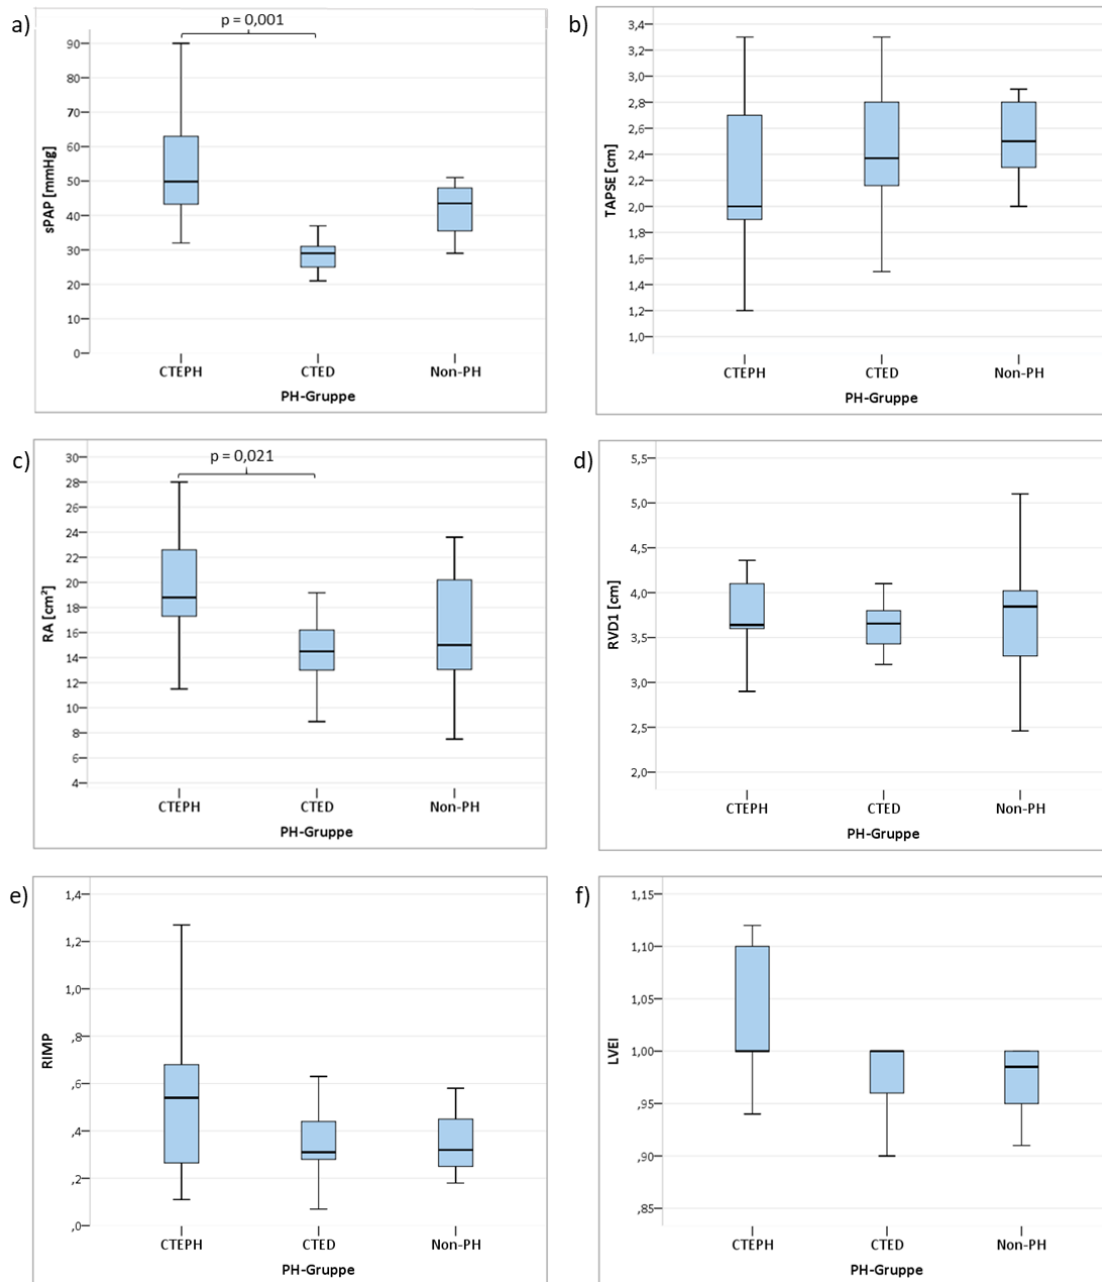 a)
p = 0,001
sPAP [mmHg]
90
80
70
60
50
40
30
20
10
0
CTEPH CTED Non-PH
PH-Gruppe
b)
TAPSE [cm]
3,4
3,2
3,0
2,8
2,6
2,4
2,2
2,0
1,8
1,6
1,4
1,2
1,0
CTEPH CTED Non-PH
PH-Gruppe
c)
p = 0,021
RA [cm²]
30
28
26
24
22
20
18
16
14
12
10
8
6
4
CTEPH CTED Non-PH
PH-Gruppe
d)
RVD1 [cm]
5,5
5,0
4,5
4,0
3,5
3,0
2,5
2,0
CTEPH CTED Non-PH
PH-Gruppe
e)
RIMP
1,4
1,2
1,0
,8
,6
,4
,2
,0
CTEPH CTED Non-PH
PH-Gruppe
f)
LVEI
1,15
1,10
1,05
1,00
,95
,90
,85
CTEPH CTED Non-PH
PH-Gruppe